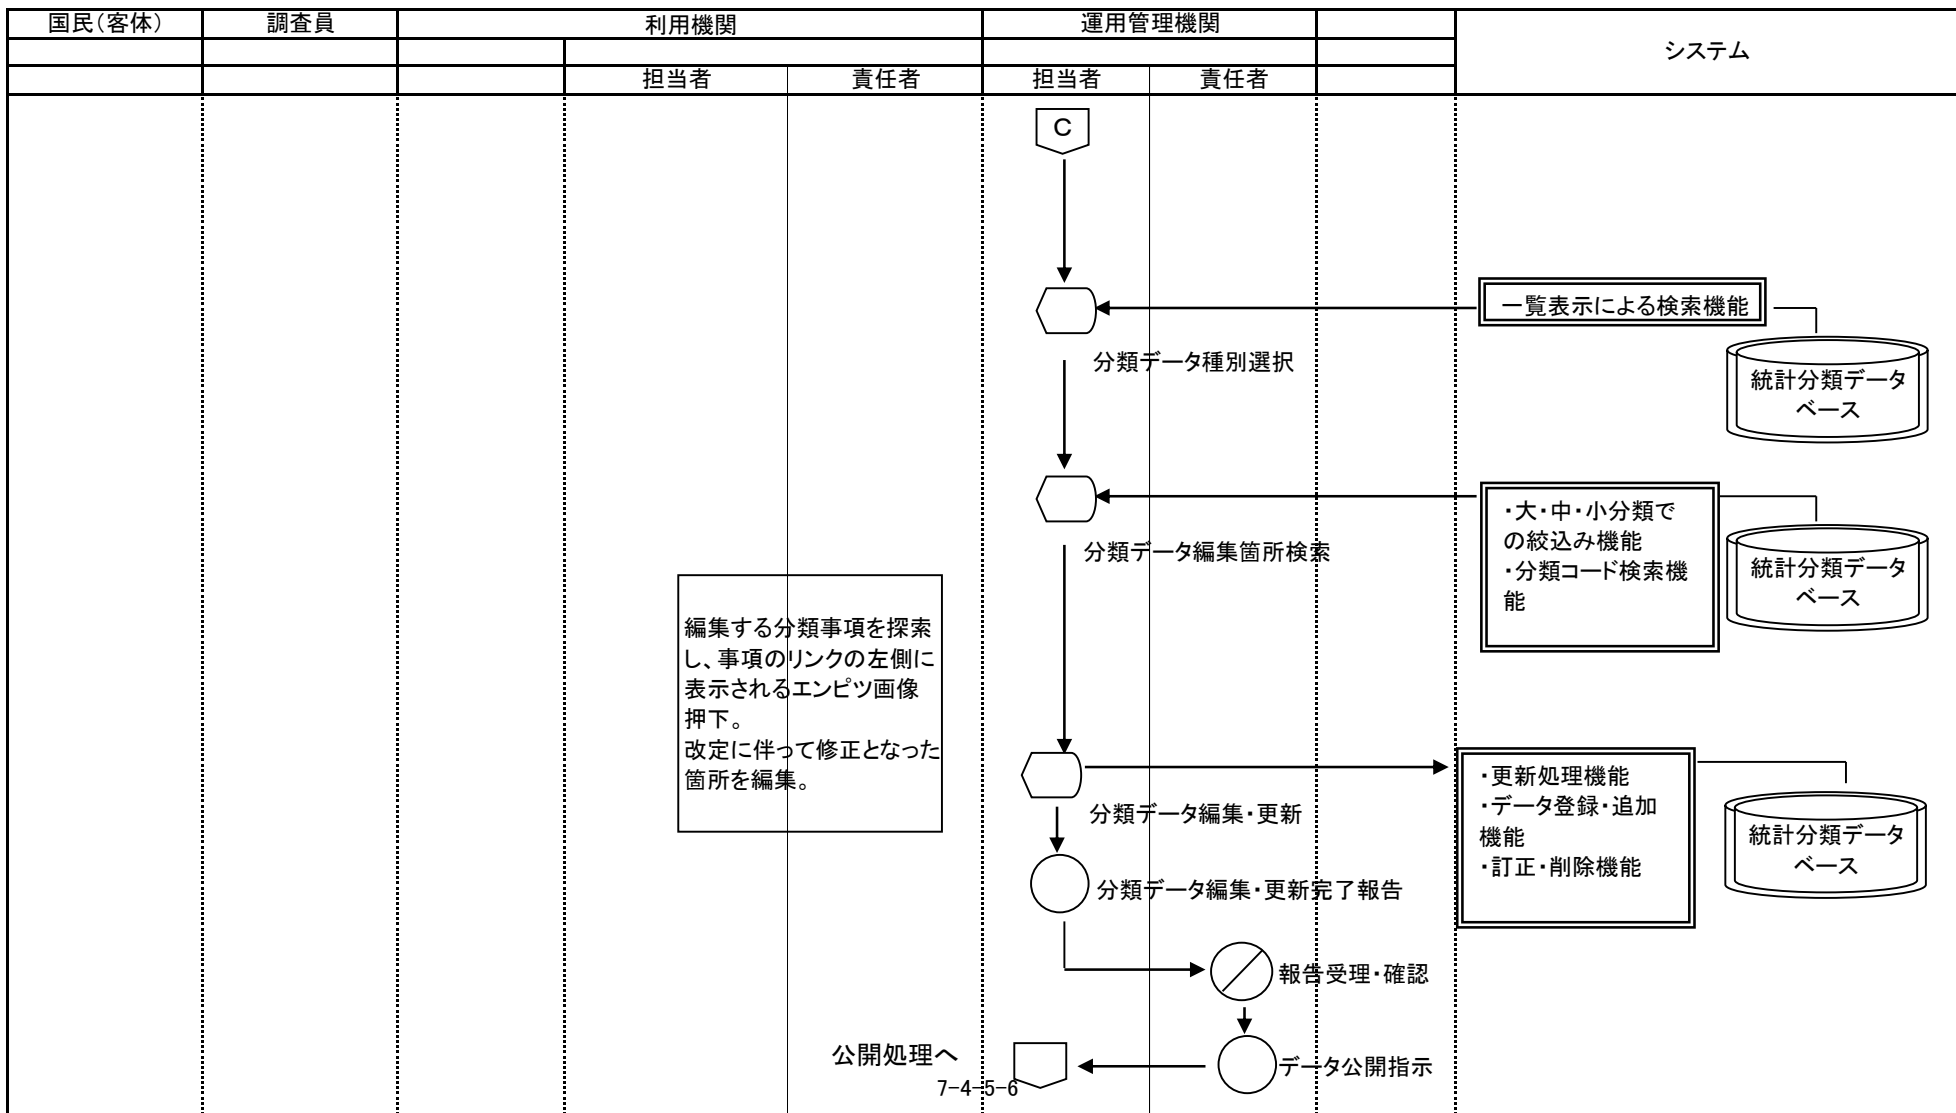 国民(客体)
調査員
利用機関
運用管理機関
システム
担当者
責任者
担当者
責任者
C
一覧表示による検索機能
分類データ種別選択
統計分類データ
ベース
・大・中・小分類で
の絞込み機能
・分類コード検索機
能
分類データ編集箇所検索
統計分類データ
ベース
編集する分類事項を探索
し、事項のリンクの左側に
表示されるエンピツ画像
押下。
改定に伴って修正となった
箇所を編集。
・更新処理機能
・データ登録・追加
機能
・訂正・削除機能
分類データ編集・更新
統計分類データ
ベース
分類データ編集・更新完了報告
報告受理・確認
公開処理へ
データ公開指示
7-4-5-6